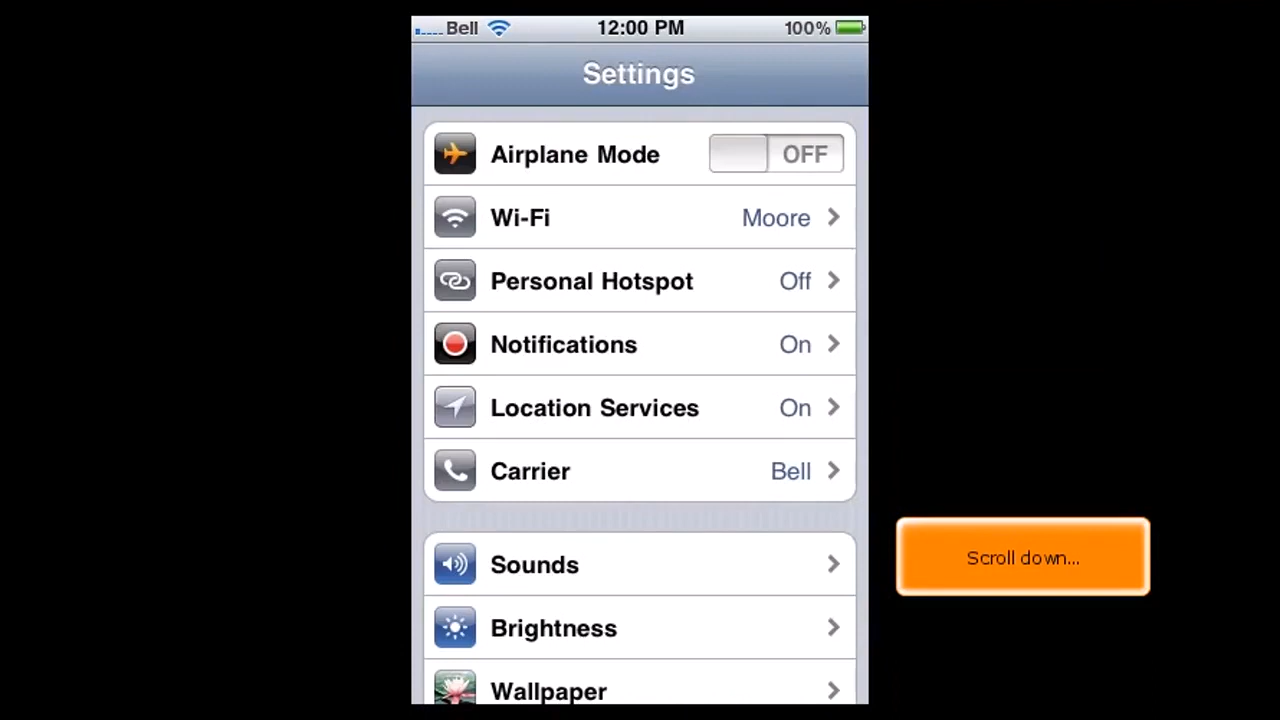 Bell 12:00 PM 100%
Settings
Airplane Mode OFF
Wi-Fi Moore
Personal Hotspot Off
Notifications On
Location Services On
Carrier Bell
Sounds
Scroll down...
Brightness
Wallpaper